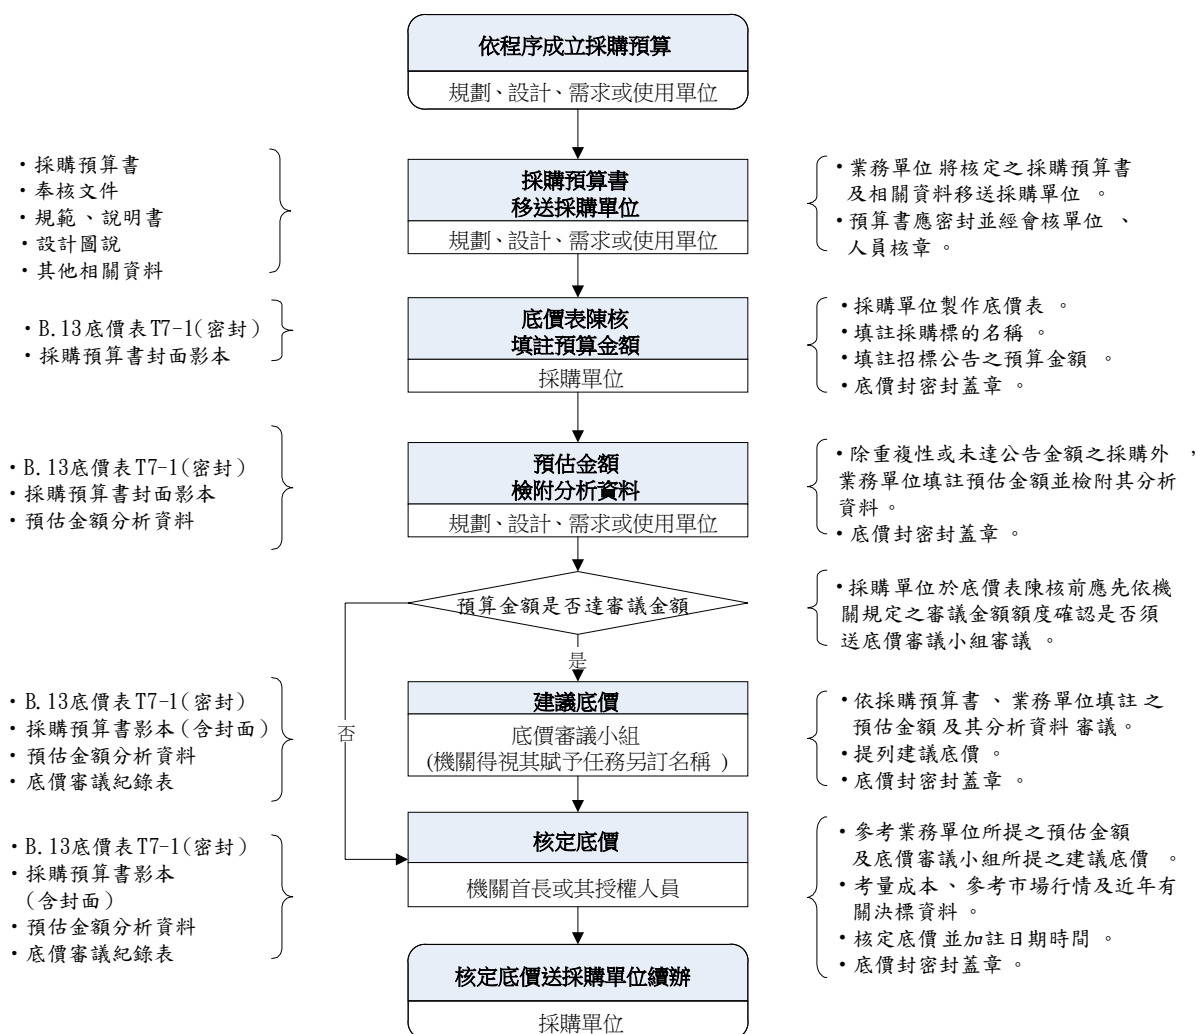 依程序成立採購預算
規劃、設計、需求或使用單位
・採購預算書
・奉核文件
・規範、說明書
・設計圖說
・其他相關資料
採購預算書
移送採購單位
規劃、設計、需求或使用單位
・業務單位將核定之採購預算書
及相關資料移送採購單位。
・預算書應密封並經會核單位、
人員核章。
・B.13底價表T7-1(密封)
・採購預算書封面影本
底價表陳核
填註預算金額
採購單位
・採購單位製作底價表。
・填註採購標的名稱。
・填註招標公告之預算金額。
・底價封密封蓋章。
・B.13底價表T7-1(密封)
・採購預算書封面影本
・預估金額分析資料
預估金額
檢附分析資料
規劃、設計、需求或使用單位
・除重複性或未達公告金額之採購外，
業務單位填註預估金額並檢附其分析
資料。
・底價封密封蓋章。
預算金額是否達審議金額
・採購單位於底價表陳核前應先依機
關規定之審議金額額度確認是否須
送底價審議小組審議。
是
否
・B.13底價表T7-1(密封)
・採購預算書影本(含封面)
・預估金額分析資料
・底價審議紀錄表
建議底價
底價審議小組
(機關得視其賦予任務另訂名稱)
・依採購預算書、業務單位填註之
預估金額及其分析資料審議。
・提列建議底價。
・底價封密封蓋章。
・B.13底價表T7-1(密封)
・採購預算書影本
(含封面)
・預估金額分析資料
・底價審議紀錄表
核定底價
機關首長或其授權人員
・參考業務單位所提之預估金額
及底價審議小組所提之建議底價。
・考量成本、參考市場行情及近年有
關決標資料。
・核定底價並加註日期時間。
・底價封密封蓋章。
核定底價送採購單位續辦
採購單位